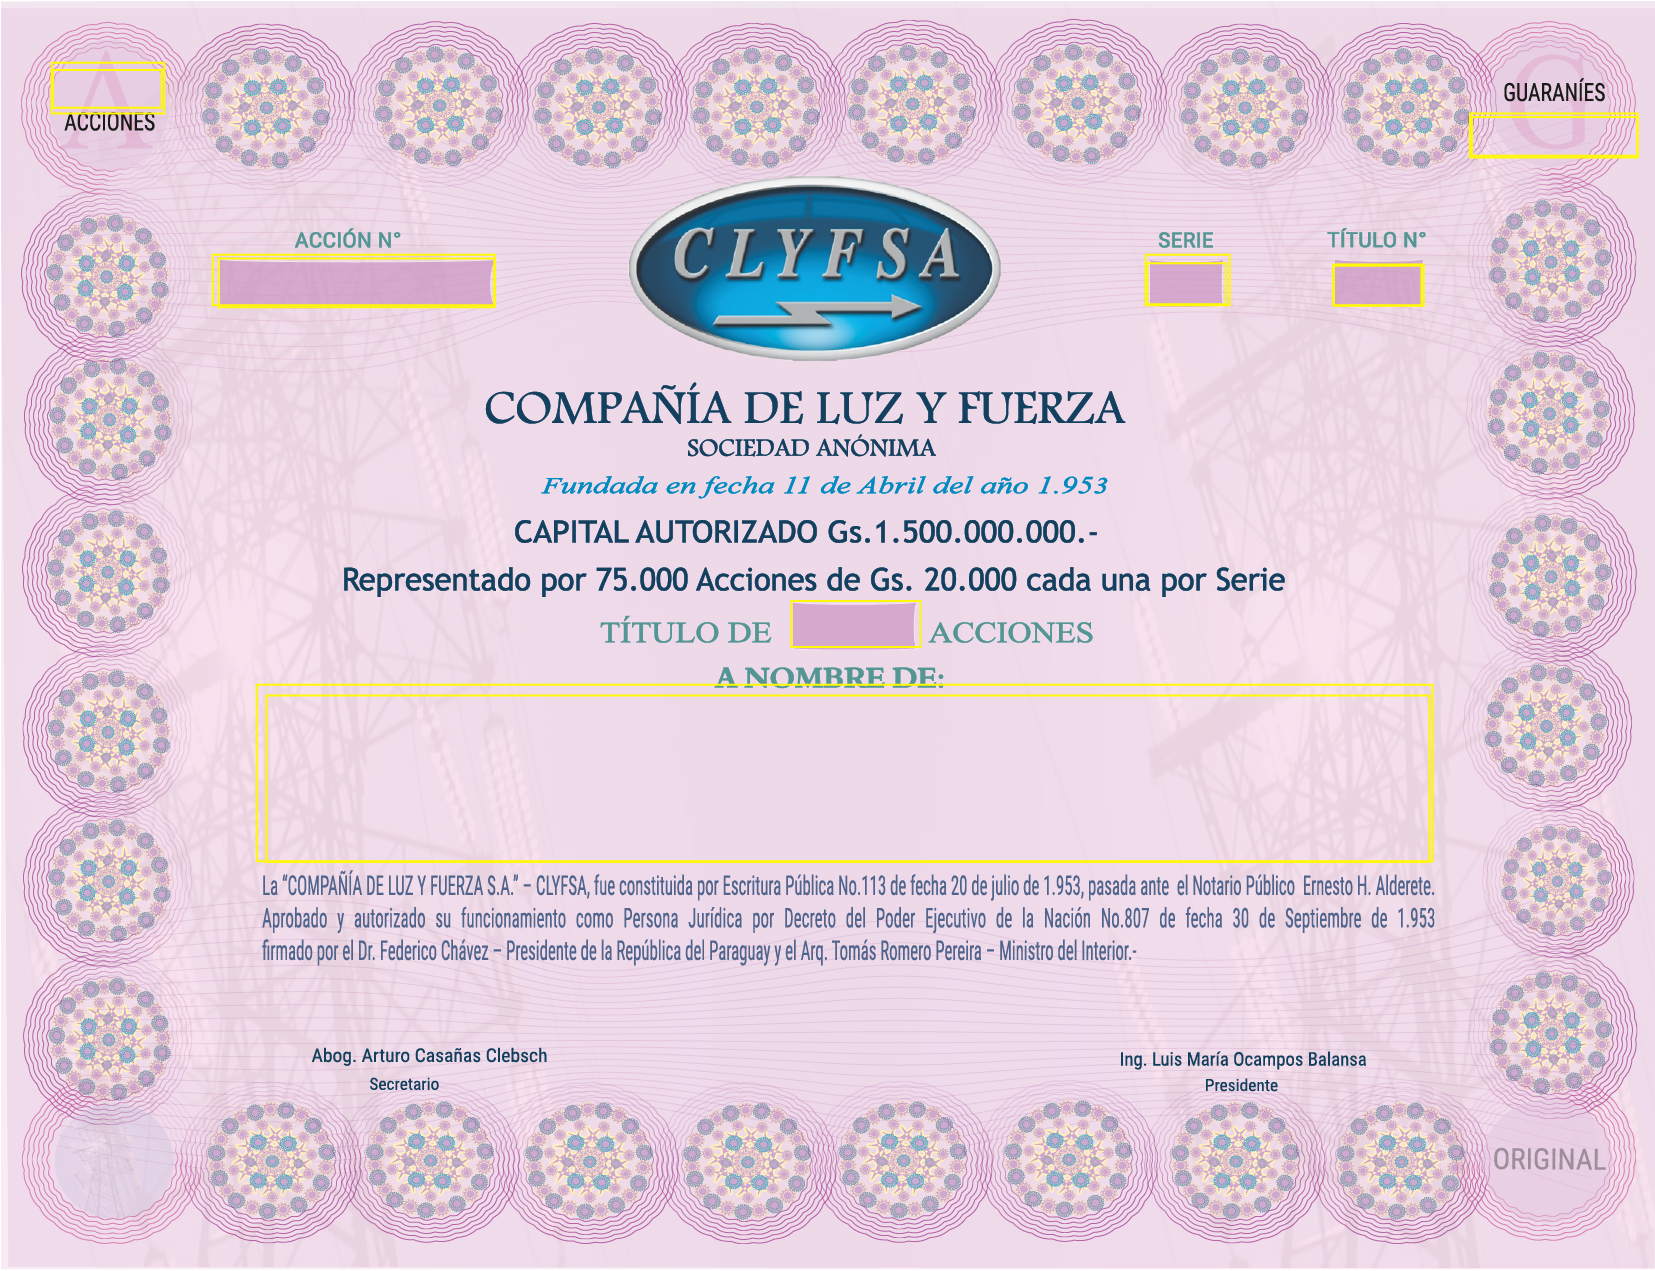 A
ACCIONES
GUARANÍES
G
ACCIÓN N°
CLYFSA
SERIE
TÍTULO N°
COMPAÑÍA DE LUZ Y FUERZA
SOCIEDAD ANÓNIMA
Fundada en fecha 11 de Abril del año 1.953
CAPITAL AUTORIZADO Gs.1.500.000.000.-
Representado por 75.000 Acciones de Gs. 20.000 cada una por Serie
TÍTULO DE ACCIONES
A NOMBRE DE:
La “COMPAÑÍA DE LUZ Y FUERZA S.A.” – CLYFSA, fue constituida por Escritura Pública No.113 de fecha 20 de julio de 1.953, pasada ante el Notario Público Ernesto H. Alderete.
Aprobado y autorizado su funcionamiento como Persona Jurídica por Decreto del Poder Ejecutivo de la Nación No.807 de fecha 30 de Septiembre de 1.953
firmado por el Dr. Federico Chávez – Presidente de la República del Paraguay y el Arq. Tomás Romero Pereira – Ministro del Interior.-
Abog. Arturo Casañas Clebsch
Secretario
Ing. Luis María Ocampos Balansa
Presidente
ORIGINAL